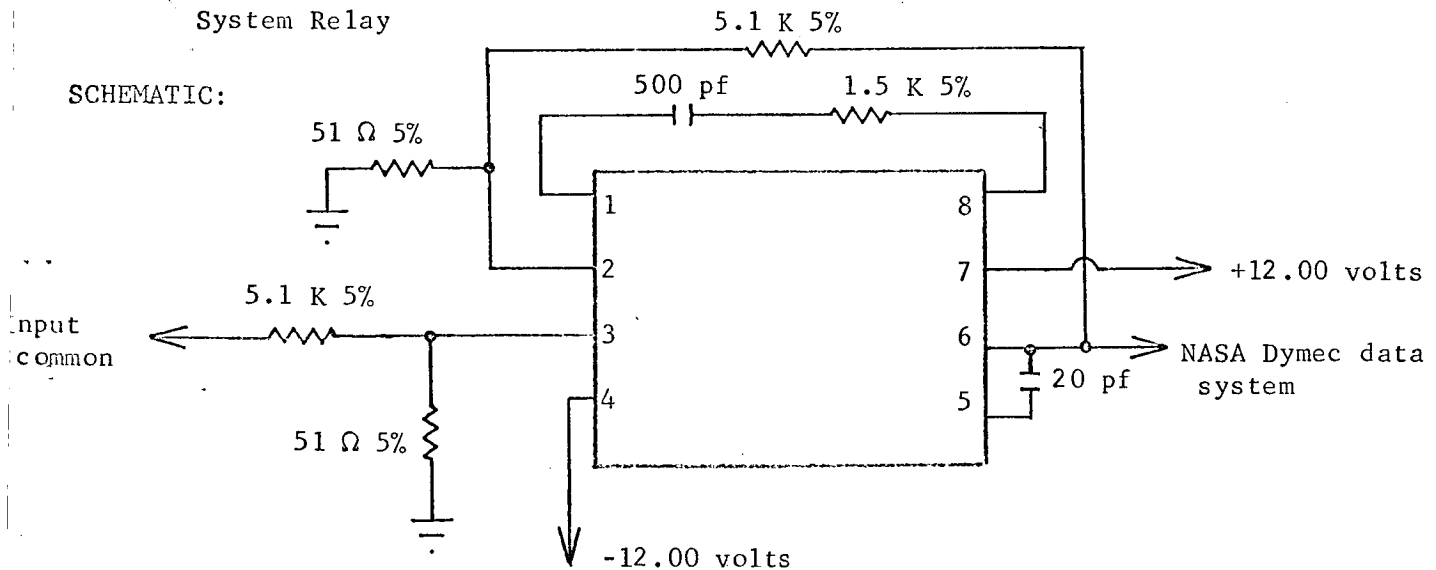 System Relay
5.1 K 5%
SCHEMATIC:
500 pf
1.5 K 5%
51 Ω 5%
1
8
2
7
+12.00 volts
5.1 K 5%
nput
common
3
6
NASA Dymec data
system
4
5
20 pf
51 Ω 5%
-12.00 volts